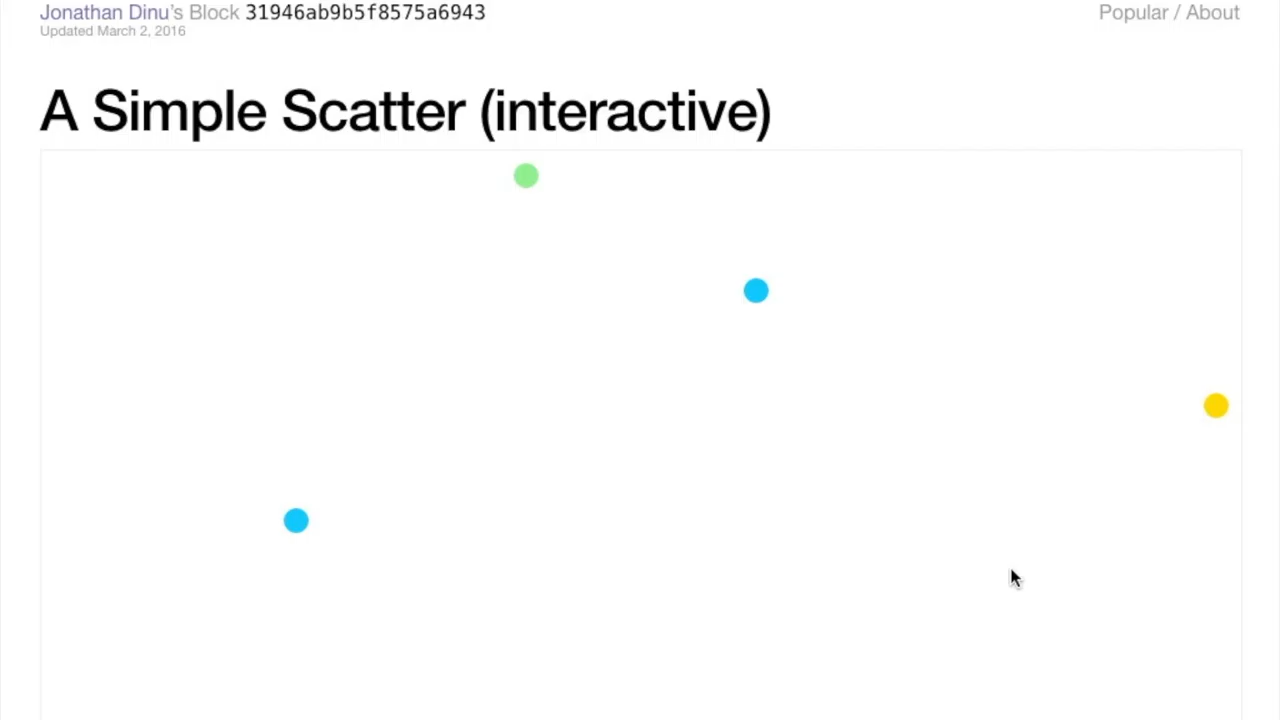 Jonathan Dinu’s Block 31946ab9b5f8575a6943
Popular / About
Updated March 2, 2016
A Simple Scatter (interactive)